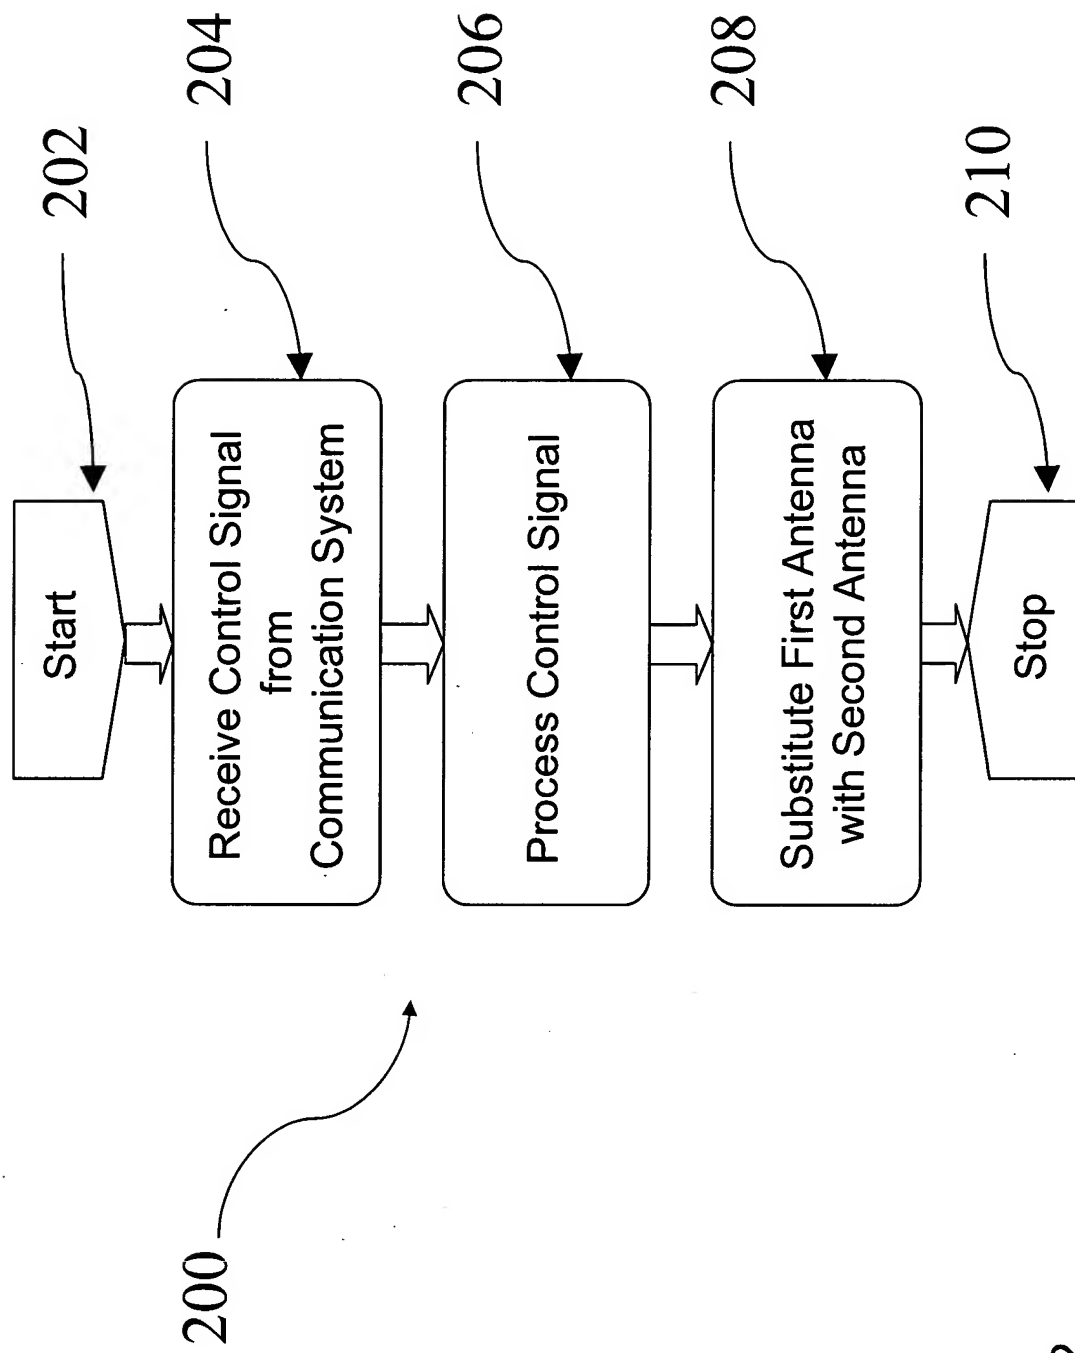 202
Start
204
Receive Control Signal
from
Communication System
206
Process Control Signal
208
Substitute First Antenna
with Second Antenna
210
Stop
200